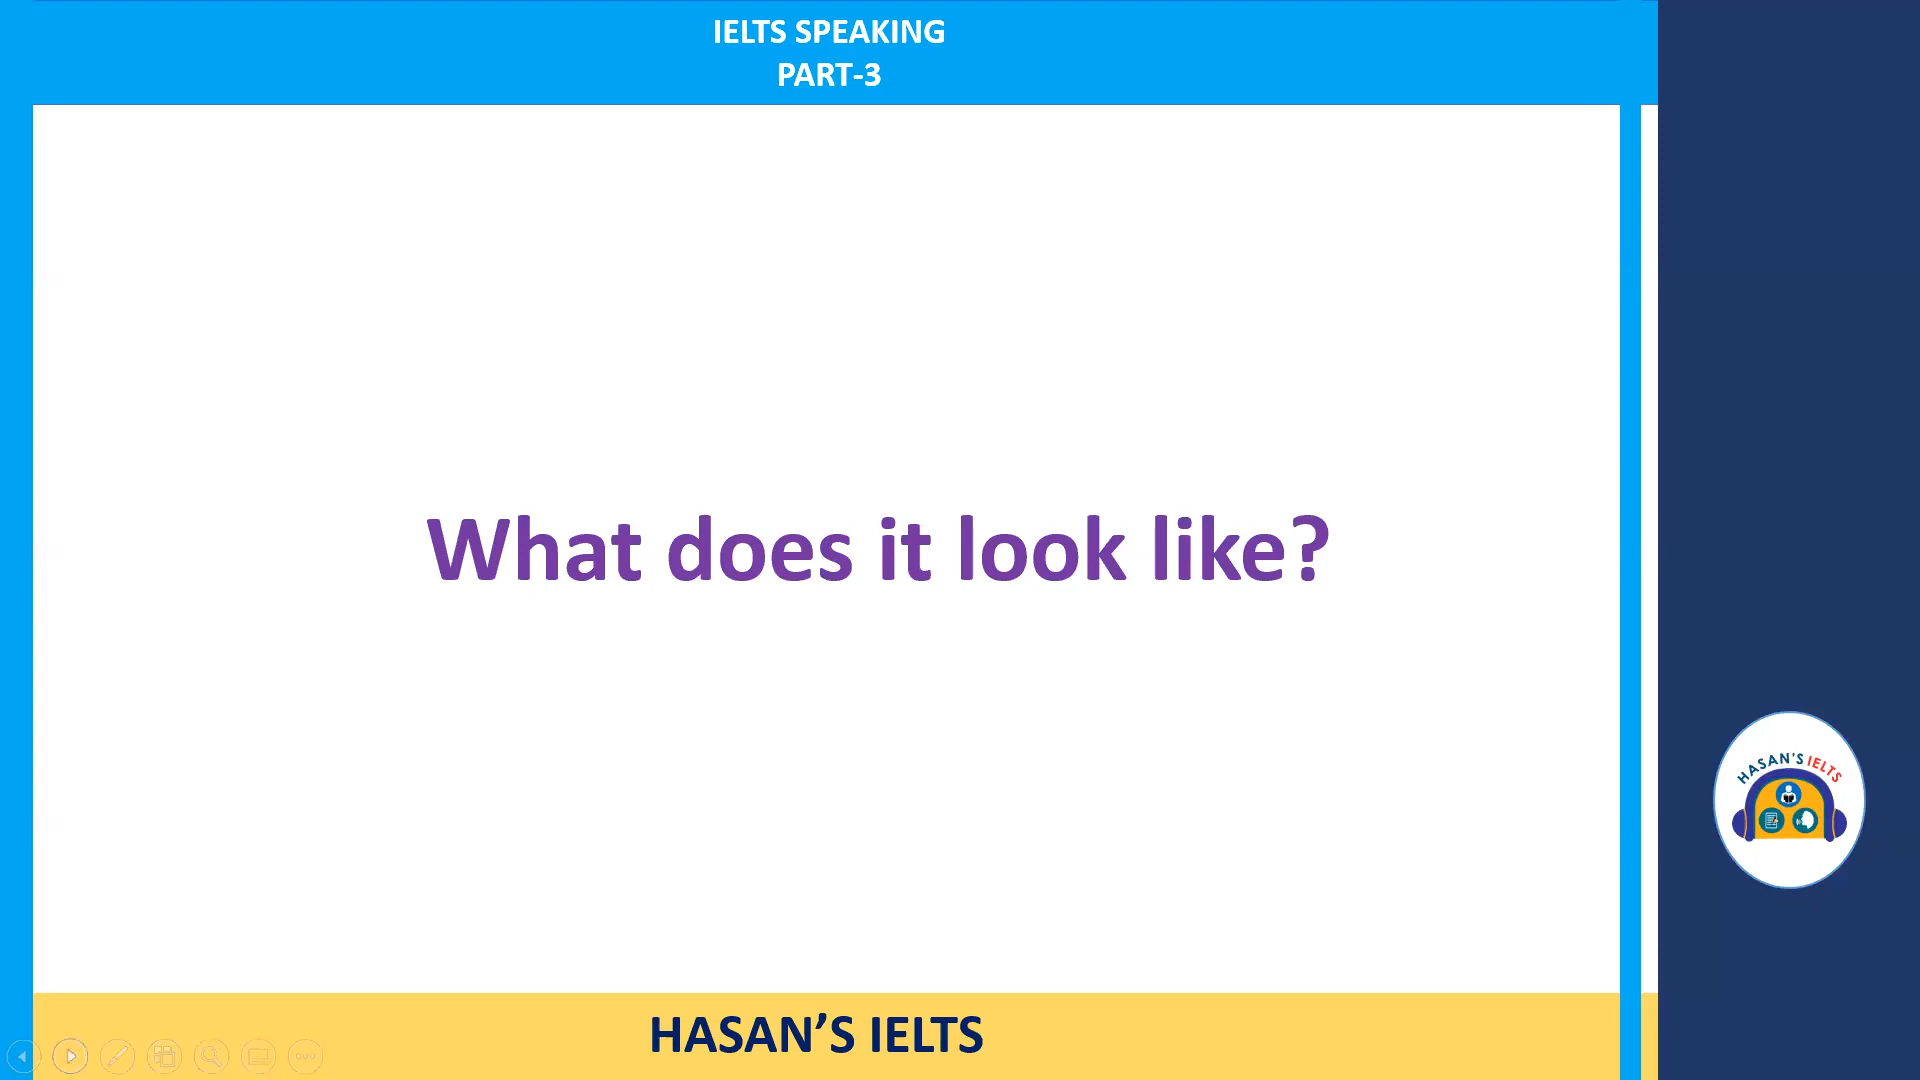 IELTS SPEAKING
PART-3
What does it look like?
HASAN'S IELTS
HASAN’S IELTS